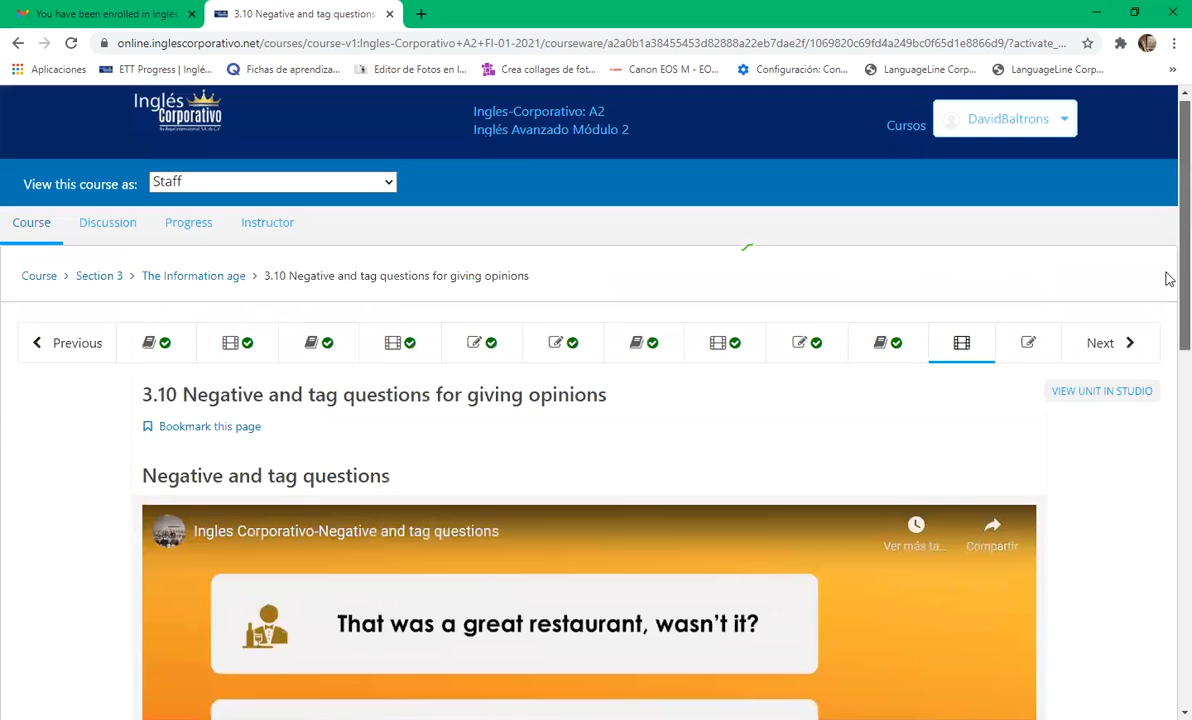 You have been enrolled in Inglés
3.10 Negative and tag questions
online.inglescorporativo.net/courses/course-v1:Ingles-Corporativo+A2+FI-01-2021/courseware/a2a0b1a38455453d82888a22eb7dae2f/1069820c69fd4a249bc0f65d1e8866d9/?activate_...
Aplicaciones
ETT Progress | Inglé...
Fichas de aprendiza...
Editor de Fotos en l...
Crea collages de fot...
Canon EOS M - EO...
Configuración: Con...
LanguageLine Corp...
LanguageLine Corp...
»
Inglés
Corporativo
Ingles-Corporativo: A2
Inglés Avanzado Módulo 2
Cursos
DavidBaltrons
View this course as:
Staff
Course
Discussion
Progress
Instructor
Course > Section 3 > The Information age > 3.10 Negative and tag questions for giving opinions
Previous
Next
3.10 Negative and tag questions for giving opinions
VIEW UNIT IN STUDIO
Bookmark this page
Negative and tag questions
Ingles Corporativo-Negative and tag questions
Ver más ta...
Compartir
That was a great restaurant, wasn't it?